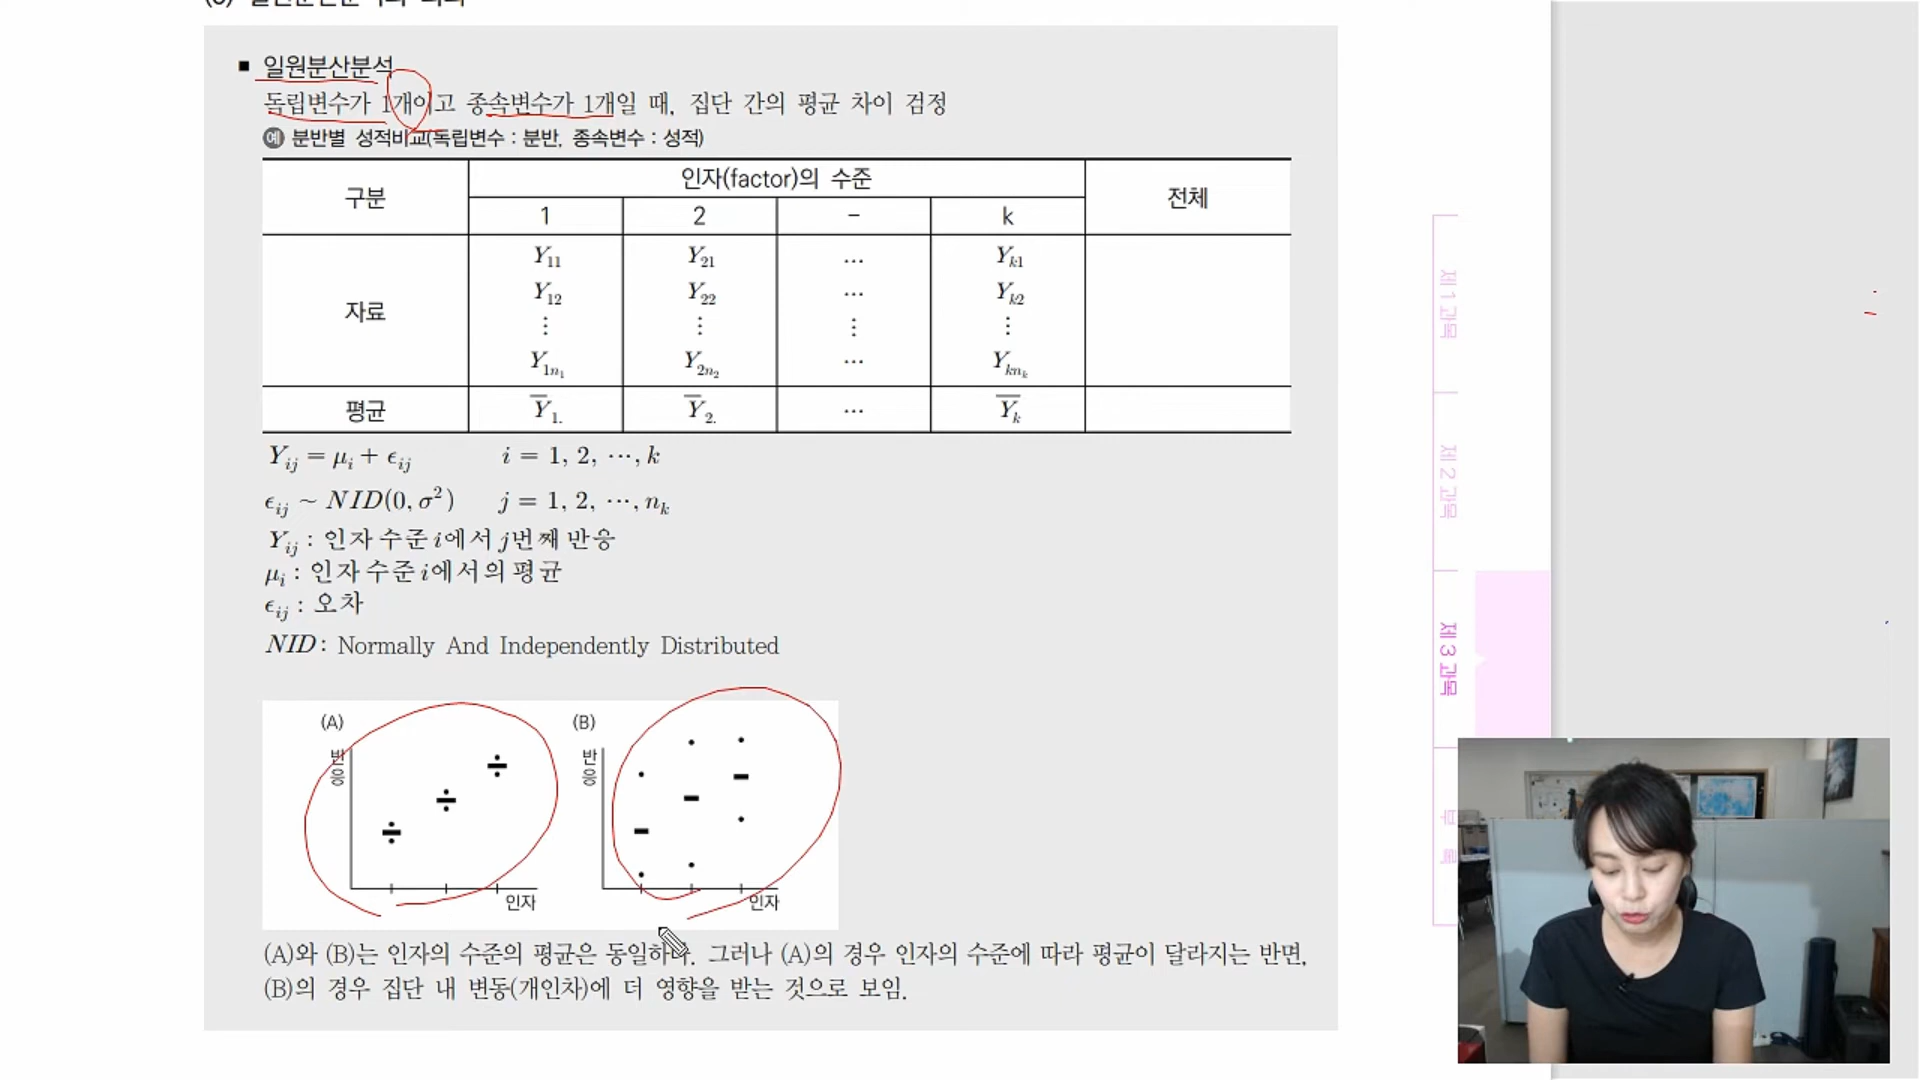 ■ 일원분산분석
독립변수가 1개이고 종속변수가 1개일 때, 집단 간의 평균 차이 검정
예 분반별 성적비교(독립변수 : 분반, 종속변수 : 성적)
구분 인자(factor)의 수준 전체
1 2 − k
자료
Y11 Y21 … Yk1
Y12 Y22 … Yk2
⋮ ⋮ ⋮ ⋮
Y1n1 Y2n2 … Yknk
평균 Y̅1. Y̅2. … Y̅k
Yij = μi + ϵij i = 1, 2, ⋯, k
ϵij ~ NID(0, σ²) j = 1, 2, ⋯, nk
Yij : 인자 수준 i에서 j번째 반응
μi : 인자 수준 i에서의 평균
ϵij : 오차
NID : Normally And Independently Distributed
(A) (B)
반응 반응
인자 인자
(A)와 (B)는 인자의 수준의 평균은 동일하나. 그러나 (A)의 경우 인자의 수준에 따라 평균이 달라지는 반면,
(B)의 경우 집단 내 변동(개인차)에 더 영향을 받는 것으로 보임.
제1과목
제2과목
제3과목
부록